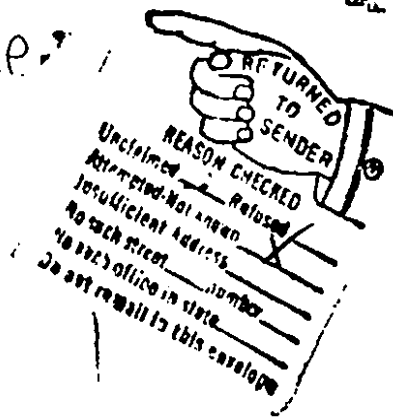 RETURNED
TO
SENDER
REASON CHECKED
Unclaimed Refused
Attempted-Not known
Insufficient Address
No such street number
No such office in state
Do not remail in this envelope